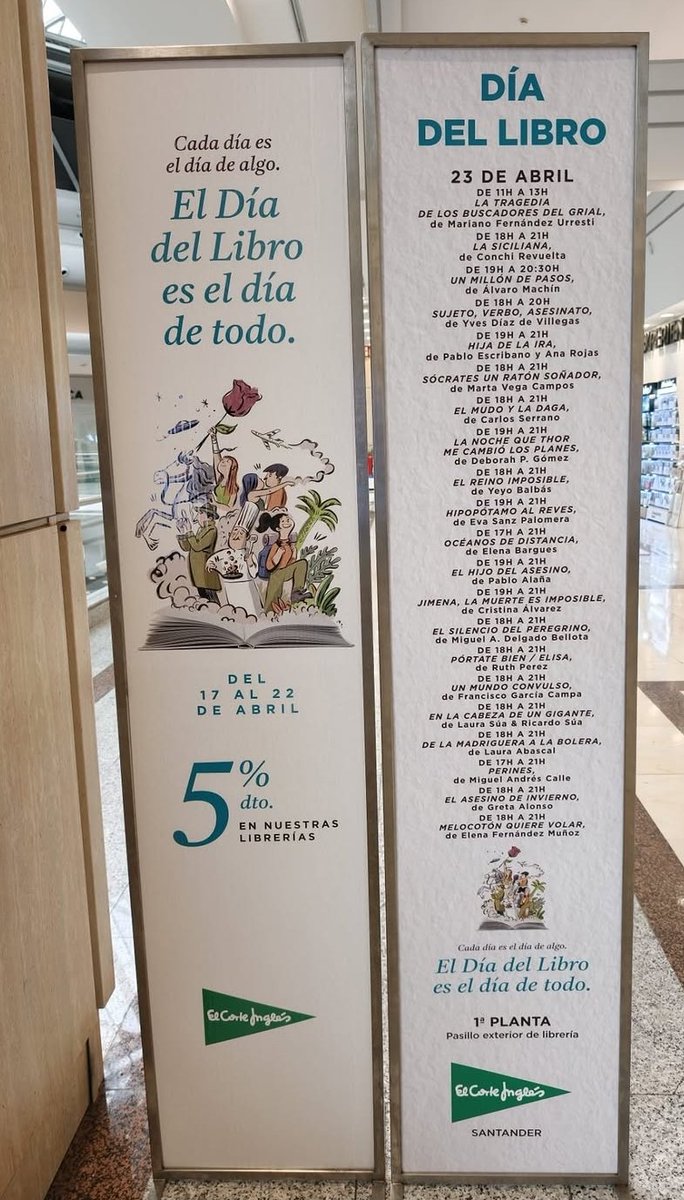 Cada día es
el día de algo.
El Día
del Libro
es el día
de todo.
DEL
17 AL 22
DE ABRIL
5%
dto.
EN NUESTRAS
LIBRERÍAS
El Corte Inglés
DÍA
DEL LIBRO
23 DE ABRIL
DE 11H A 13H
LA TRAGEDIA
DE LOS BUSCADORES DEL GRIAL,
de Mariano Fernández Urresti
DE 18H A 21H
LA SICILIANA,
de Conchi Revuelta
DE 19H A 20:30H
UN MILLÓN DE PASOS,
de Álvaro Machín
DE 18H A 20H
SUJETO, VERBO, ASESINATO,
de Yves Díaz de Villegas
DE 19H A 21H
HIJA DE LA IRA,
de Pablo Escribano y Ana Rojas
DE 18H A 21H
SÓCRATES UN RATÓN SOÑADOR,
de Marta Vega Campos
DE 18H A 21H
EL MUDO Y LA DAGA,
de Carlos Serrano
DE 19H A 21H
LA NOCHE QUE THOR
ME CAMBIÓ LOS PLANES,
de Deborah P. Gómez
DE 18H A 21H
EL REINO IMPOSIBLE,
de Yeyo Balbás
DE 19H A 21H
HIPOPÓTAMO AL REVES,
de Eva Sanz Palomera
DE 17H A 21H
OCÉANOS DE DISTANCIA,
de Elena Bargues
DE 19H A 21H
EL HIJO DEL ASESINO,
de Pablo Alaña
DE 19H A 21H
JIMENA, LA MUERTE ES IMPOSIBLE,
de Cristina Álvarez
DE 18H A 21H
EL SILENCIO DEL PEREGRINO,
de Miguel A. Delgado Bellota
DE 18H A 21H
PÓRTATE BIEN / ELISA,
de Ruth Perez
DE 18H A 21H
UN MUNDO CONVULSO,
de Francisco García Campa
DE 18H A 21H
EN LA CABEZA DE UN GIGANTE,
de Laura Súa & Ricardo Súa
DE 18H A 21H
DE LA MADRIGUERA A LA BOLERA,
de Laura Abascal
DE 17H A 21H
PERINES,
de Miguel Andrés Calle
DE 18H A 21H
EL ASESINO DE INVIERNO,
de Greta Alonso
DE 18H A 21H
MELOCOTÓN QUIERE VOLAR,
de Elena Fernández Muñoz
Cada día es el día de algo.
El Día del Libro
es el día de todo.
1ª PLANTA
Pasillo exterior de librería
El Corte Inglés
SANTANDER